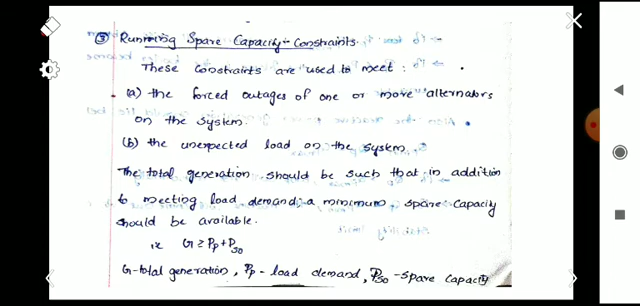 ③ Running Spare Capacity - Constraints.
These Constraints are used to meet :
(a) the forced outages of one or more alternators
on the System.
(b) the unexpected load on the system.
The total generation should be such that in addition
to meeting load demand, a minimum spare capacity
should be available.
ie G ≥ Pp + Pso
G - total generation, Pp - load demand, Pso - spare capacity